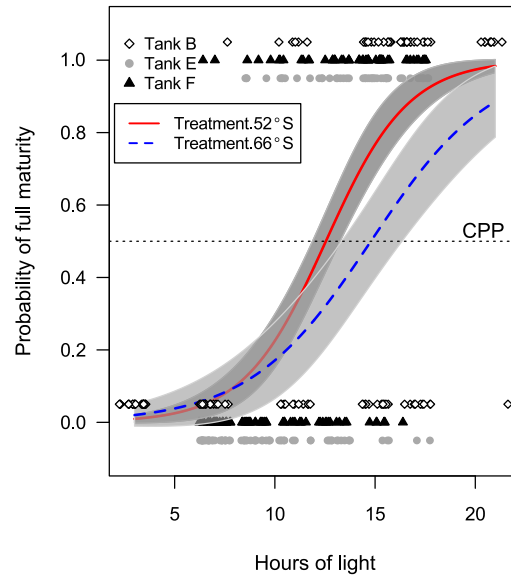 Tank B
Tank E
Tank F
Treatment.52°S
Treatment.66°S
CPP
Probability of full maturity
1.0
0.8
0.6
0.4
0.2
0.0
5 10 15 20
Hours of light